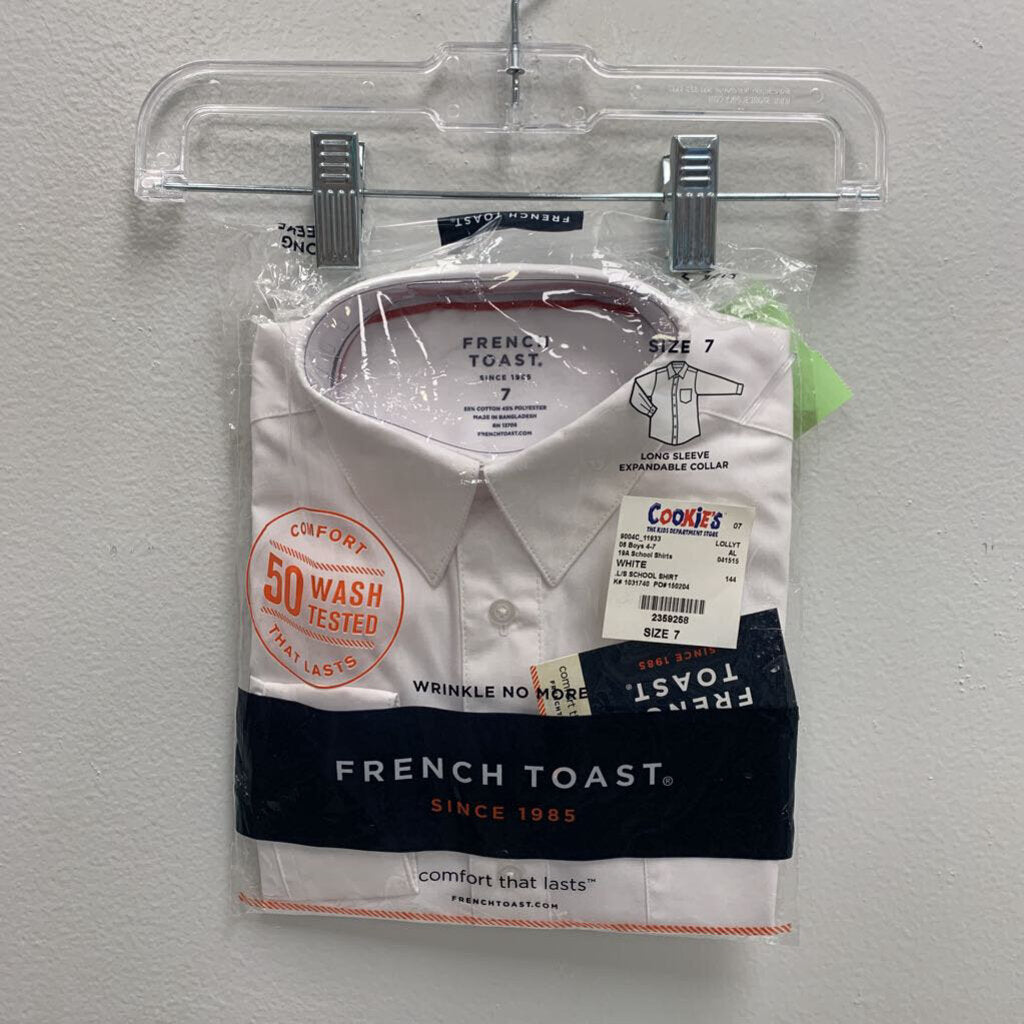 FRENCH TOAST.
FRENCH
TOAST.
SINCE 1985
7
55% COTTON 45% POLYESTER
MADE IN BANGLADESH
FRENCHTOAST.COM
SIZE 7
LONG SLEEVE
EXPANDABLE COLLAR
COOKIE'S 07
THE KIDS DEPARTMENT STORE
9004C_11933 LOLLYT
06 Boys 4-7 AL
19A School Shirts 041515
WHITE
L/S SCHOOL SHIRT 144
K# 1031740 PO# 150204
2359258
SIZE 7
COMFORT
50 WASH
TESTED
THAT LASTS
SINCE 1985
TOAST.
WRINKLE NO MORE
FRENCH TOAST®
SINCE 1985
comfort that lasts™
FRENCHTOAST.COM